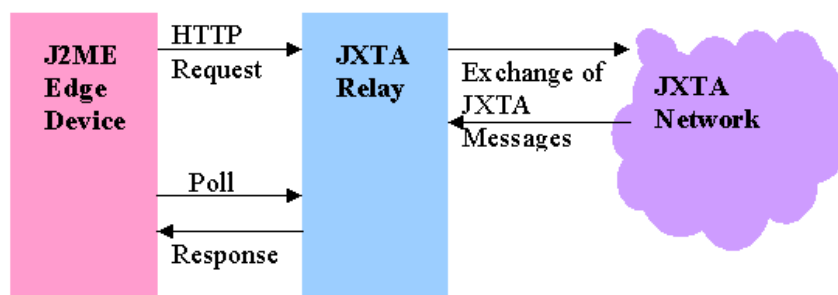 J2ME
Edge
Device
HTTP
Request
Poll
Response
JXTA
Relay
Exchange of
JXTA
Messages
JXTA
Network